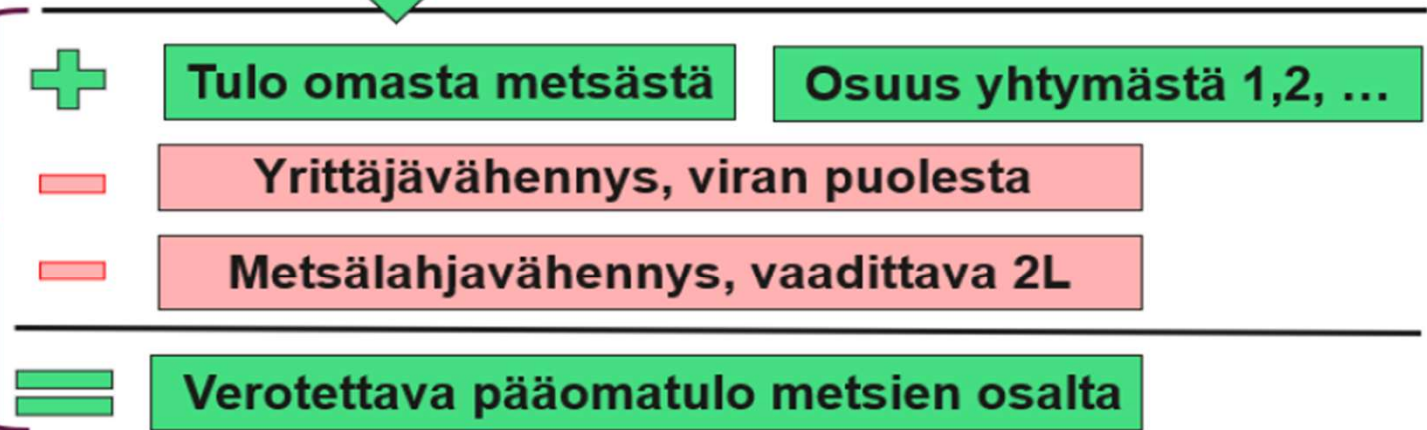 Tulo omasta metsästä
Osuus yhtymästä 1,2, …
Yrittäjävähennys, viran puolesta
Metsälahjavähennys, vaadittava 2L
Verotettava pääomatulo metsien osalta